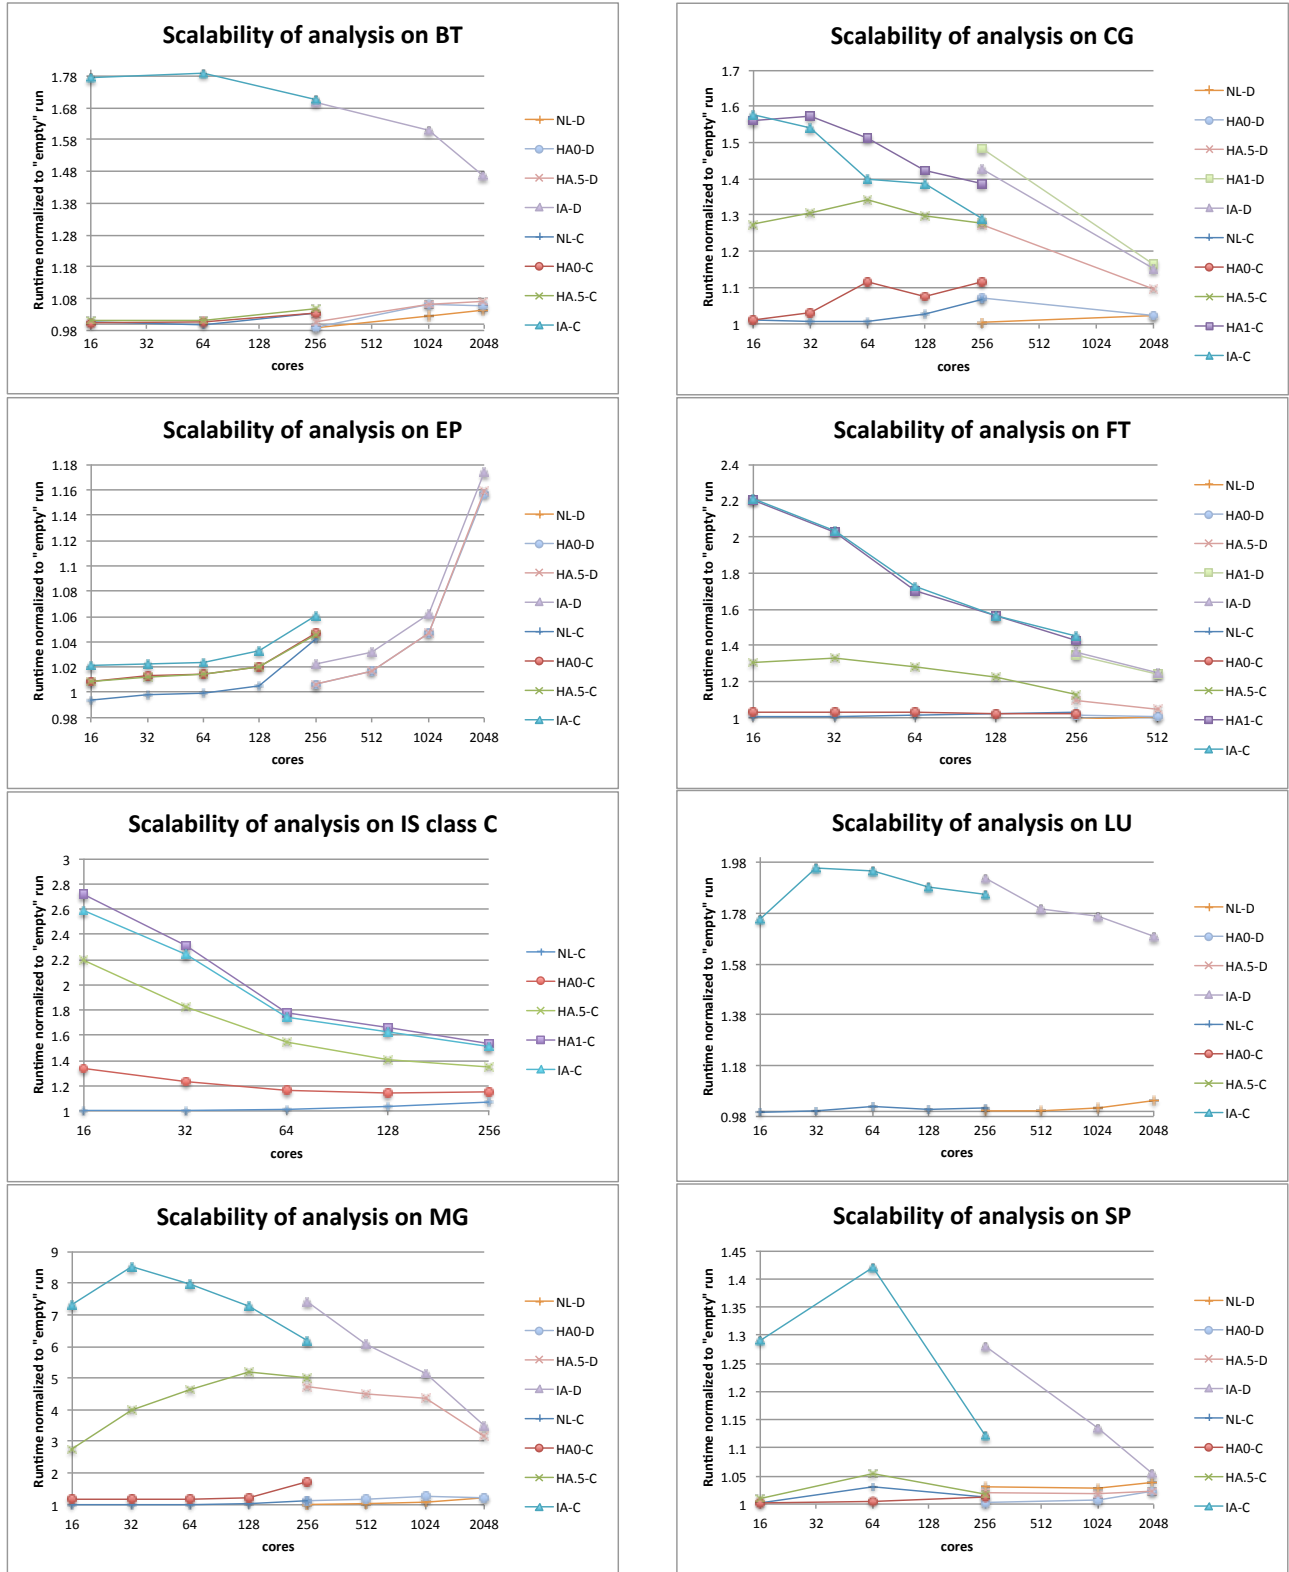 Scalability of analysis on BT
Runtime normalized to "empty" run
1.78
1.68
1.58
1.48
1.38
1.28
1.18
1.08
0.98
16 32 64 128 256 512 1024 2048
cores
NL-D
HA0-D
HA.5-D
IA-D
NL-C
HA0-C
HA.5-C
IA-C
Scalability of analysis on CG
Runtime normalized to "empty" run
1.7
1.6
1.5
1.4
1.3
1.2
1.1
1
16 32 64 128 256 512 1024 2048
cores
NL-D
HA0-D
HA.5-D
HA1-D
IA-D
NL-C
HA0-C
HA.5-C
HA1-C
IA-C
Scalability of analysis on EP
Runtime normalized to "empty" run
1.18
1.16
1.14
1.12
1.1
1.08
1.06
1.04
1.02
1
0.98
16 32 64 128 256 512 1024 2048
cores
NL-D
HA0-D
HA.5-D
IA-D
NL-C
HA0-C
HA.5-C
IA-C
Scalability of analysis on FT
Runtime normalized to "empty" run
2.4
2.2
2
1.8
1.6
1.4
1.2
1
16 32 64 128 256 512
cores
NL-D
HA0-D
HA.5-D
HA1-D
IA-D
NL-C
HA0-C
HA.5-C
HA1-C
IA-C
Scalability of analysis on IS class C
Runtime normalized to "empty" run
3
2.8
2.6
2.4
2.2
2
1.8
1.6
1.4
1.2
1
16 32 64 128 256
cores
NL-C
HA0-C
HA.5-C
HA1-C
IA-C
Scalability of analysis on LU
Runtime normalized to "empty" run
1.98
1.78
1.58
1.38
1.18
0.98
16 32 64 128 256 512 1024 2048
cores
NL-D
HA0-D
HA.5-D
IA-D
NL-C
HA0-C
HA.5-C
IA-C
Scalability of analysis on MG
Runtime normalized to "empty" run
9
8
7
6
5
4
3
2
1
16 32 64 128 256 512 1024 2048
cores
NL-D
HA0-D
HA.5-D
IA-D
NL-C
HA0-C
HA.5-C
IA-C
Scalability of analysis on SP
Runtime normalized to "empty" run
1.45
1.4
1.35
1.3
1.25
1.2
1.15
1.1
1.05
1
16 32 64 128 256 512 1024 2048
cores
NL-D
HA0-D
HA.5-D
IA-D
NL-C
HA0-C
HA.5-C
IA-C